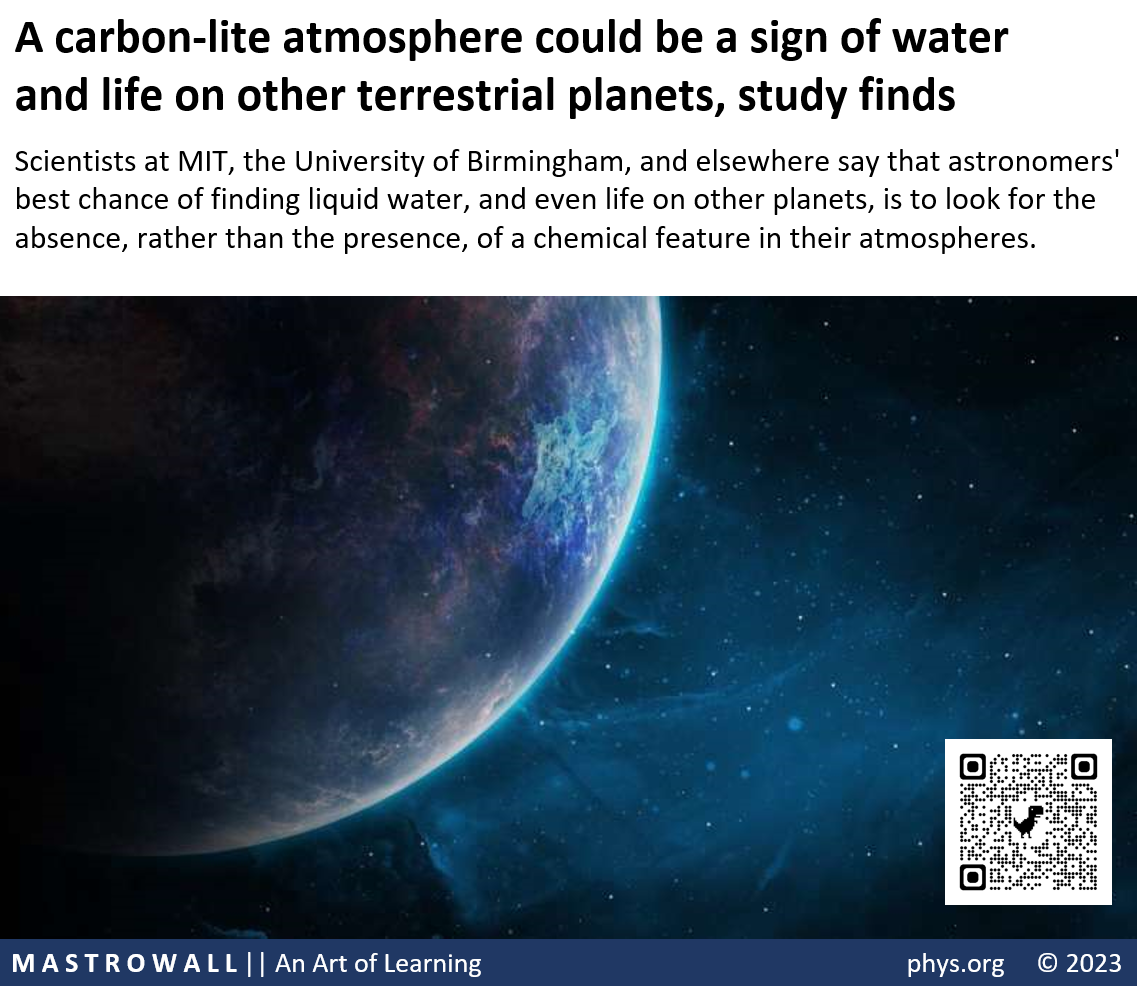 A carbon-lite atmosphere could be a sign of water
and life on other terrestrial planets, study finds
Scientists at MIT, the University of Birmingham, and elsewhere say that astronomers'
best chance of finding liquid water, and even life on other planets, is to look for the
absence, rather than the presence, of a chemical feature in their atmospheres.
MASTROWALL || An Art of Learning phys.org © 2023